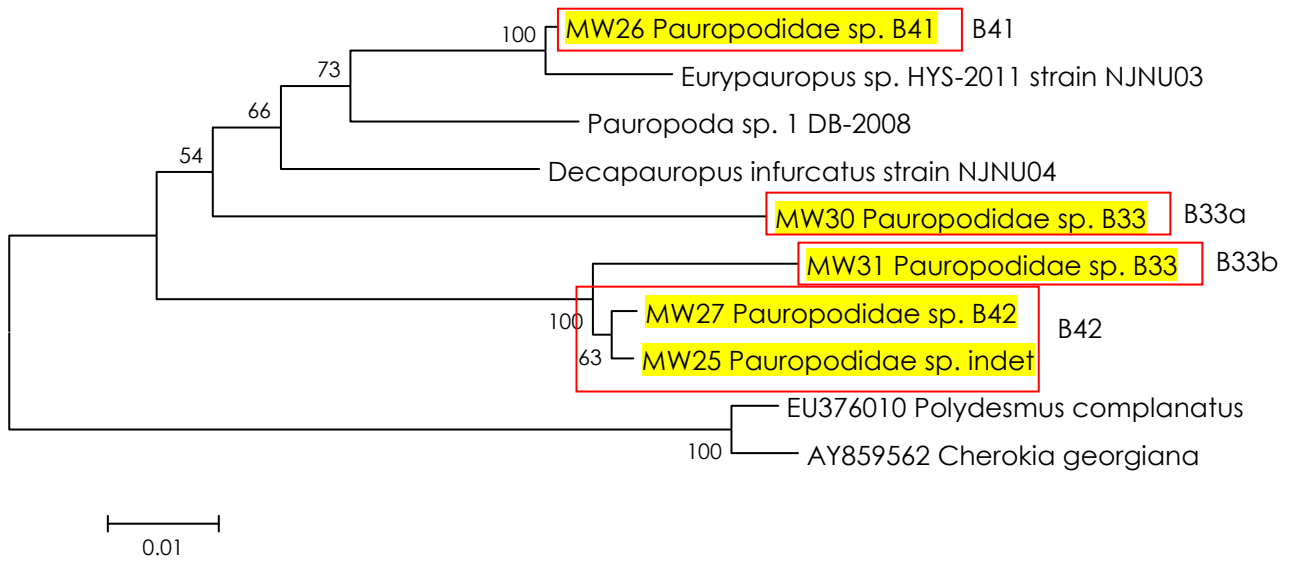 MW26 Pauropodidae sp. B41
B41
100
Eurypauropus sp. HYS-2011 strain NJNU03
73
Pauropoda sp. 1 DB-2008
66
Decapauropus infurcatus strain NJNU04
54
MW30 Pauropodidae sp. B33
B33a
MW31 Pauropodidae sp. B33
B33b
MW27 Pauropodidae sp. B42
100
B42
MW25 Pauropodidae sp. indet
63
EU376010 Polydesmus complanatus
100
AY859562 Cherokia georgiana
0.01